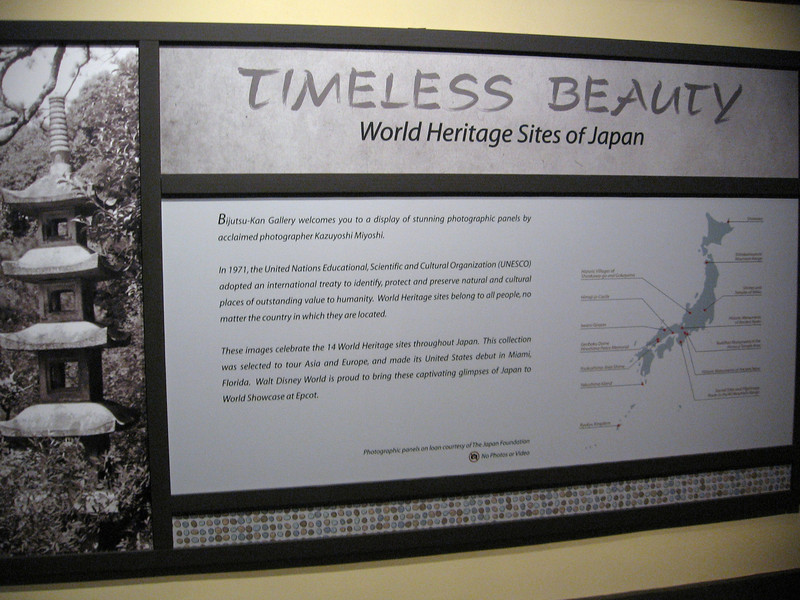 TIMELESS BEAUTY
World Heritage Sites of Japan
Bijutsu-Kan Gallery welcomes you to a display of stunning photographic panels by
acclaimed photographer Kazuyoshi Miyoshi.
In 1971, the United Nations Educational, Scientific and Cultural Organization (UNESCO)
adopted an international treaty to identify, protect and preserve natural and cultural
places of outstanding value to humanity. World Heritage sites belong to all people, no
matter the country in which they are located.
These images celebrate the 14 World Heritage sites throughout Japan. This collection
was selected to tour Asia and Europe, and made its United States debut in Miami,
Florida. Walt Disney World is proud to bring these captivating glimpses of Japan to
World Showcase at Epcot.
Photographic panels on loan courtesy of The Japan Foundation
No Photos or Video